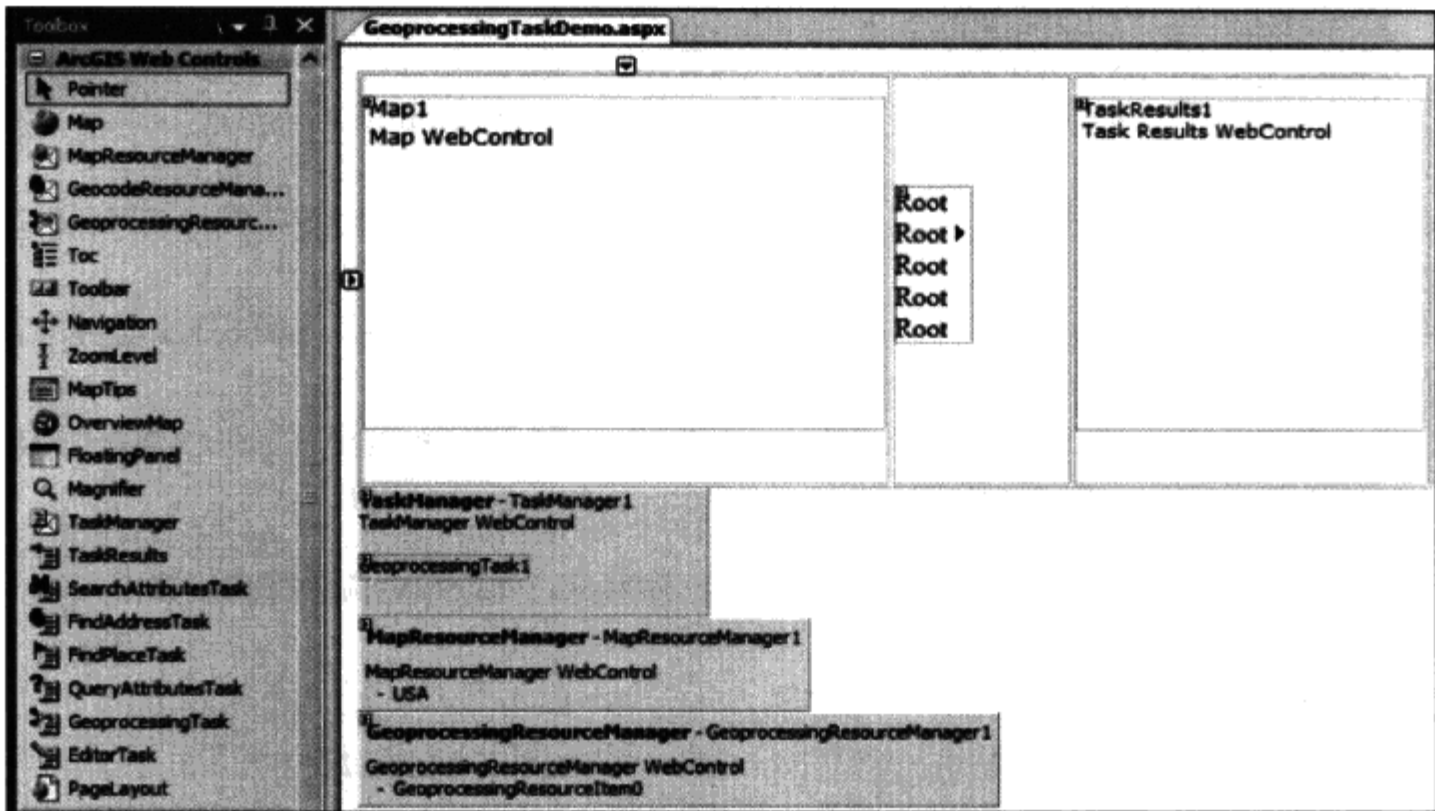 Toolbox
ArcGIS Web Controls
Pointer
Map
MapResourceManager
GeocodeResourceMana...
GeoprocessingResourc...
Toc
Toolbar
Navigation
ZoomLevel
MapTips
OverviewMap
FloatingPanel
Magnifier
TaskManager
TaskResults
SearchAttributesTask
FindAddressTask
FindPlaceTask
QueryAttributesTask
GeoprocessingTask
EditorTask
PageLayout
GeoprocessingTaskDemo.aspx
Map1
Map WebControl
Root
Root
Root
Root
Root
TaskResults1
Task Results WebControl
TaskManager - TaskManager1
TaskManager WebControl
GeoprocessingTask1
MapResourceManager - MapResourceManager1
MapResourceManager WebControl
- USA
GeoprocessingResourceManager - GeoprocessingResourceManager1
GeoprocessingResourceManager WebControl
- GeoprocessingResourceItem0